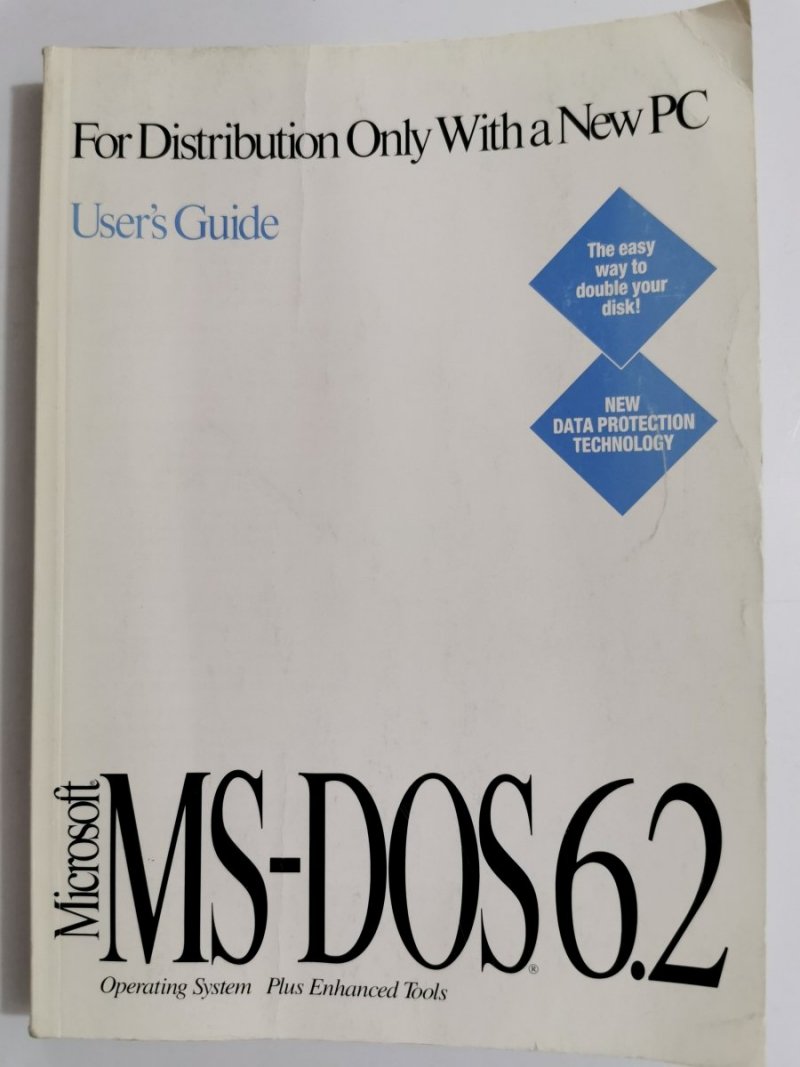 For Distribution Only With a New PC
User's Guide
The easy
way to
double your
disk!
NEW
DATA PROTECTION
TECHNOLOGY
Microsoft®
MS-DOS® 6.2
Operating System Plus Enhanced Tools